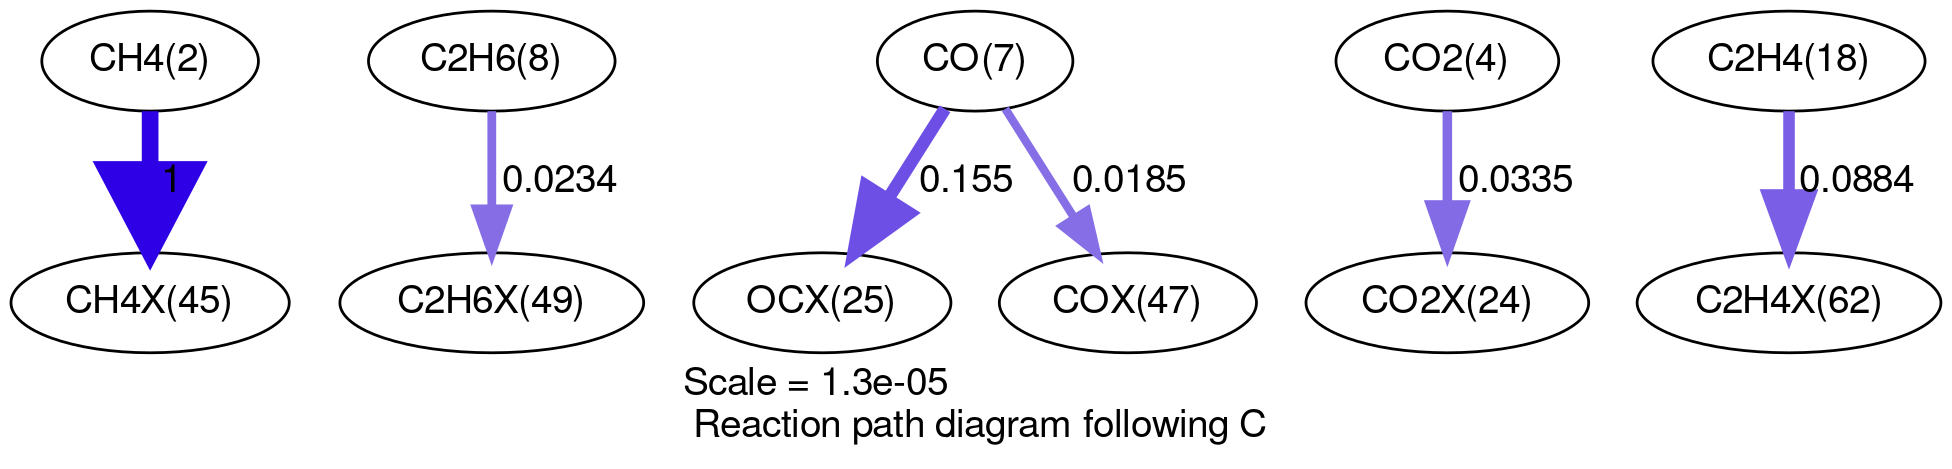 CH4(2)
C2H6(8)
CO(7)
CO2(4)
C2H4(18)
1
0.0234
0.155
0.0185
0.0335
0.0884
CH4X(45)
C2H6X(49)
OCX(25)
COX(47)
CO2X(24)
C2H4X(62)
Scale = 1.3e-05
Reaction path diagram following C